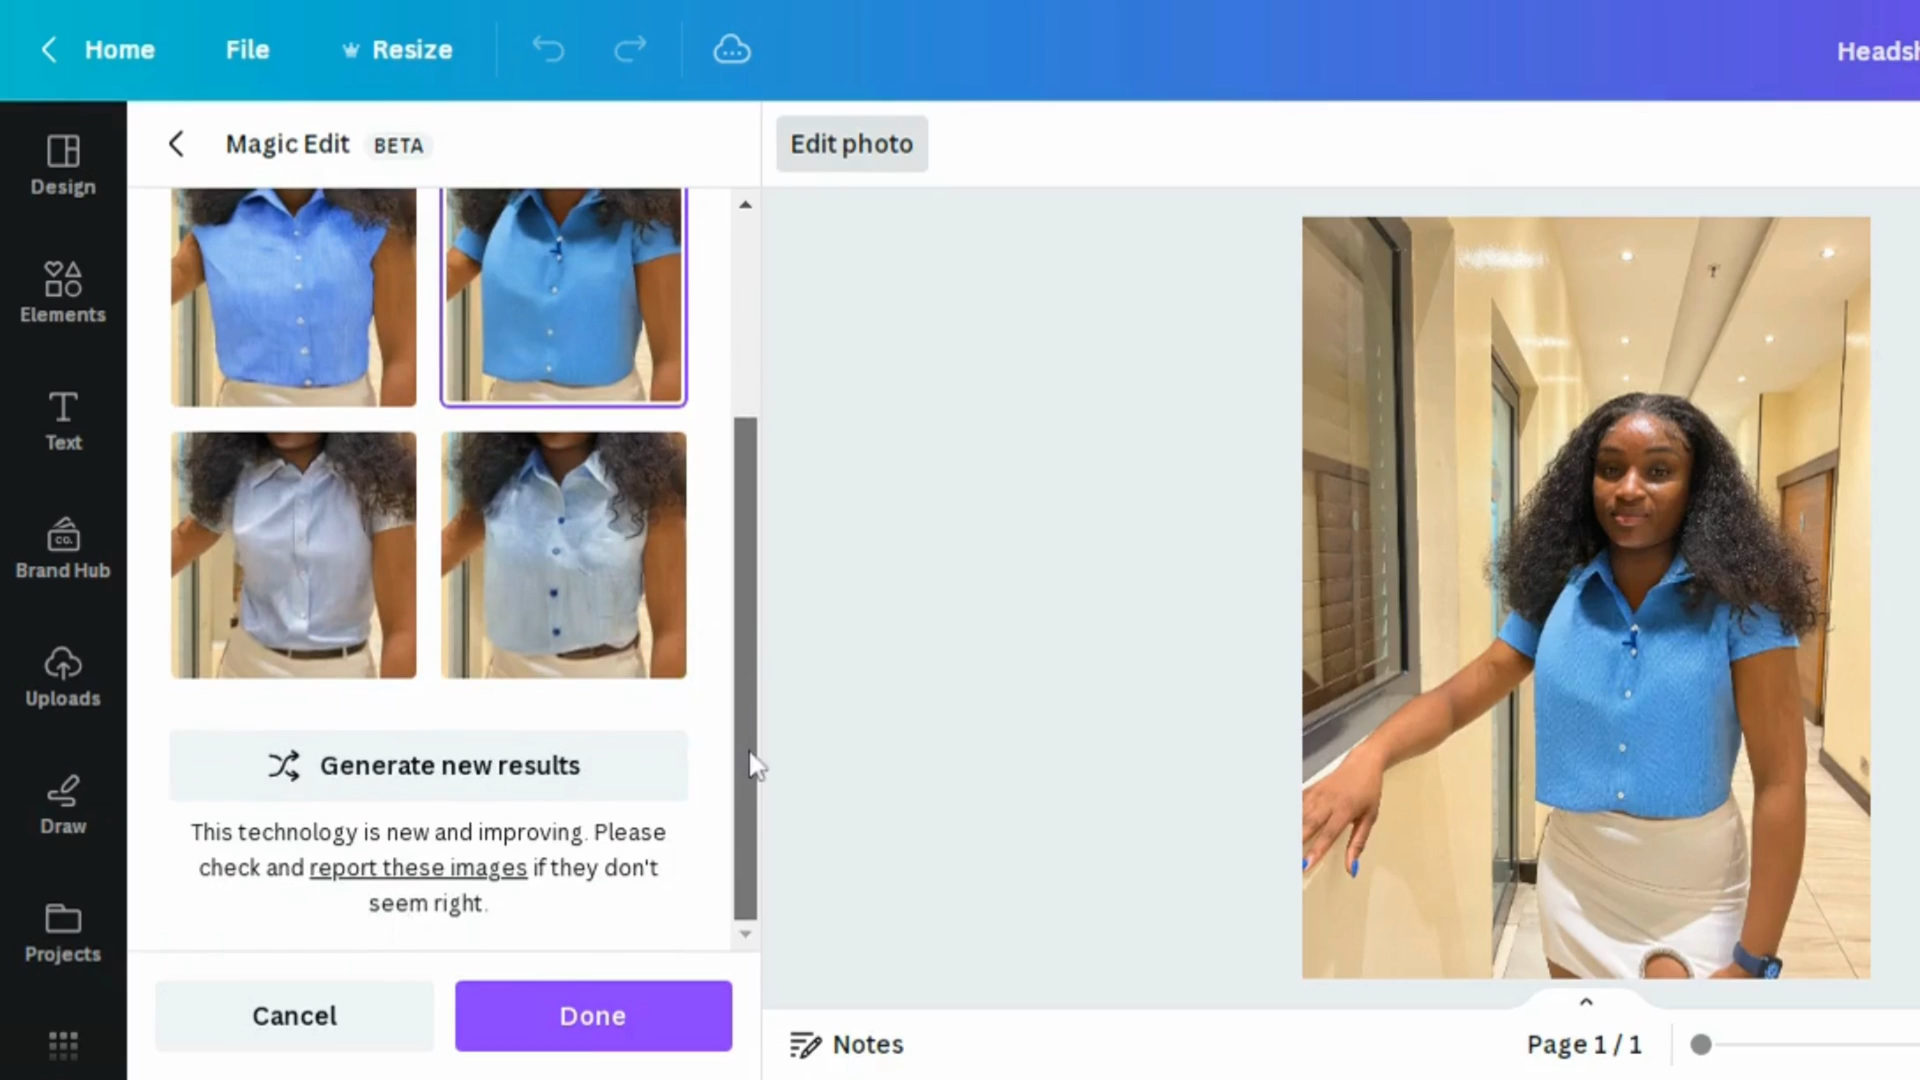 Home
File
Resize
Headsh
Magic Edit BETA
Edit photo
Design
Elements
Text
CO.
Brand Hub
Uploads
Draw
Projects
Generate new results
This technology is new and improving. Please
check and report these images if they don't
seem right.
Cancel
Done
Notes
Page 1 / 1